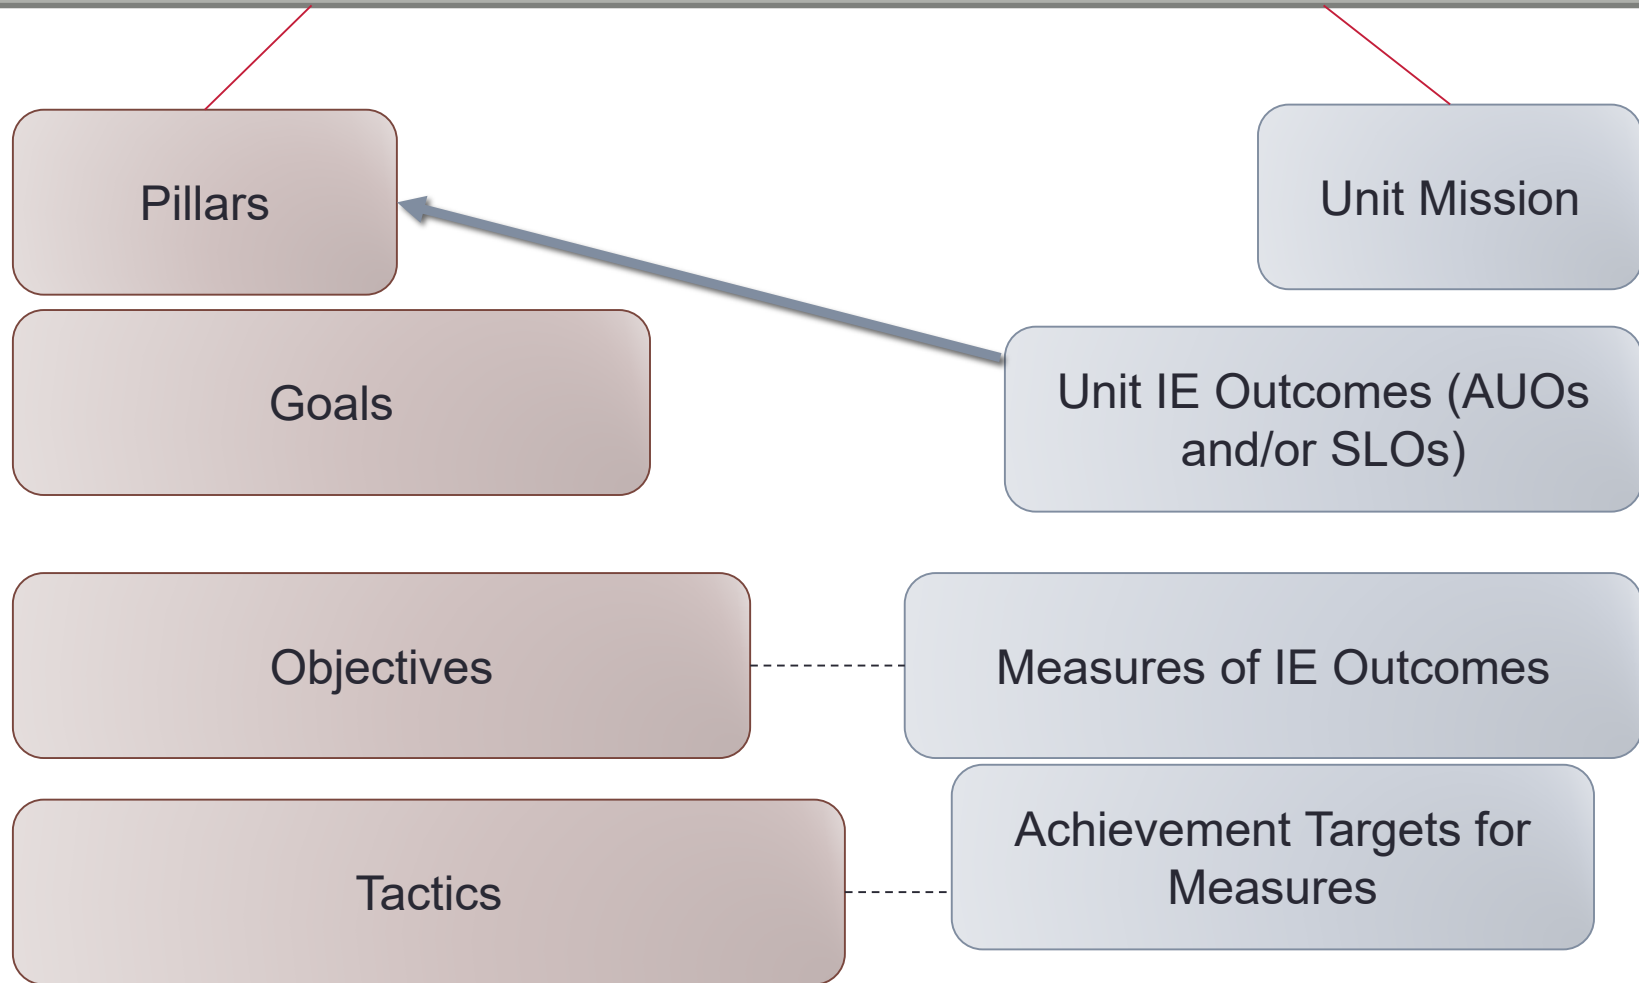 Pillars
Unit Mission
Goals
Unit IE Outcomes (AUOs
and/or SLOs)
Objectives
Measures of IE Outcomes
Tactics
Achievement Targets for
Measures